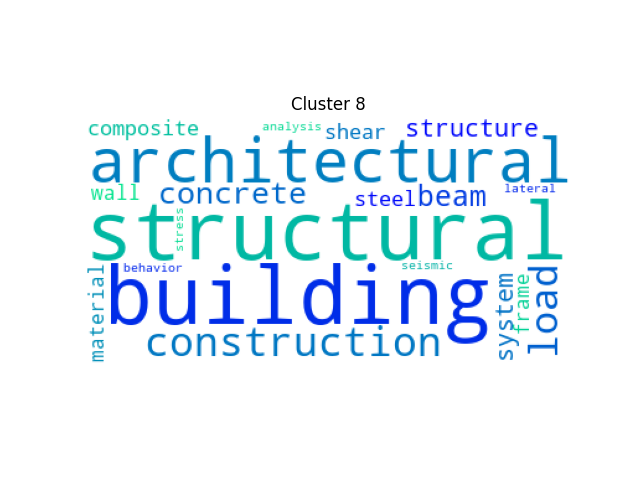 Cluster 8
composite
analysis
shear
structure
architectural
wall
concrete
steel
beam
lateral
structural
stress
behavior
seismic
building
material
construction
system
frame
load